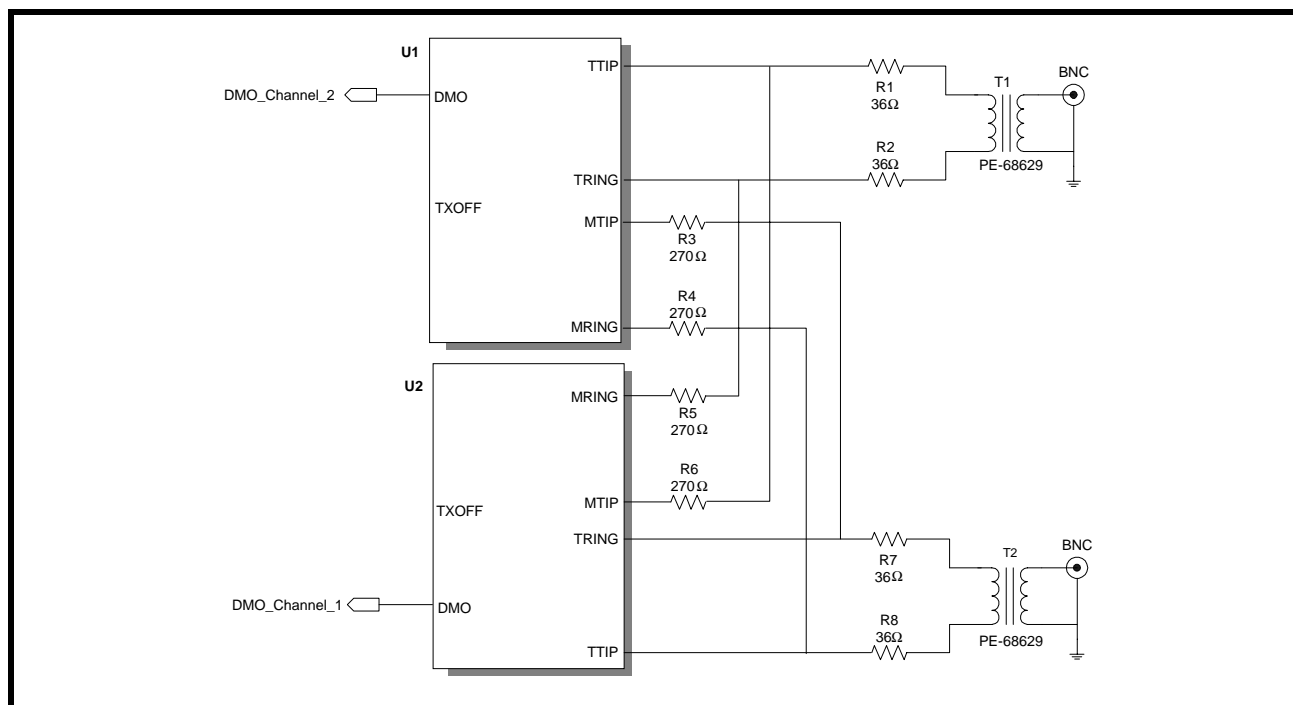 U1
TTIP
BNC
T1
DMO_Channel_2
DMO
R1
36Ω
R2
36Ω
PE-68629
TRING
TXOFF
MTIP
R3
270Ω
R4
270Ω
MRING
U2
MRING
R5
270Ω
R6
270Ω
MTIP
TXOFF
TRING
BNC
T2
R7
36Ω
DMO_Channel_1
DMO
R8
36Ω
PE-68629
TTIP